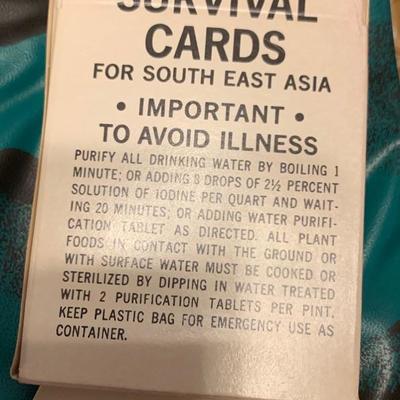 SURVIVAL
CARDS
FOR SOUTH EAST ASIA
• IMPORTANT •
TO AVOID ILLNESS
PURIFY ALL DRINKING WATER BY BOILING 1
MINUTE; OR ADDING 8 DROPS OF 2½ PERCENT
SOLUTION OF IODINE PER QUART AND WAIT-
ING 20 MINUTES; OR ADDING WATER PURIFI-
CATION TABLET AS DIRECTED. ALL PLANT
FOODS IN CONTACT WITH THE GROUND OR
WITH SURFACE WATER MUST BE COOKED OR
STERILIZED BY DIPPING IN WATER TREATED
WITH 2 PURIFICATION TABLETS PER PINT.
KEEP PLASTIC BAG FOR EMERGENCY USE AS
CONTAINER.